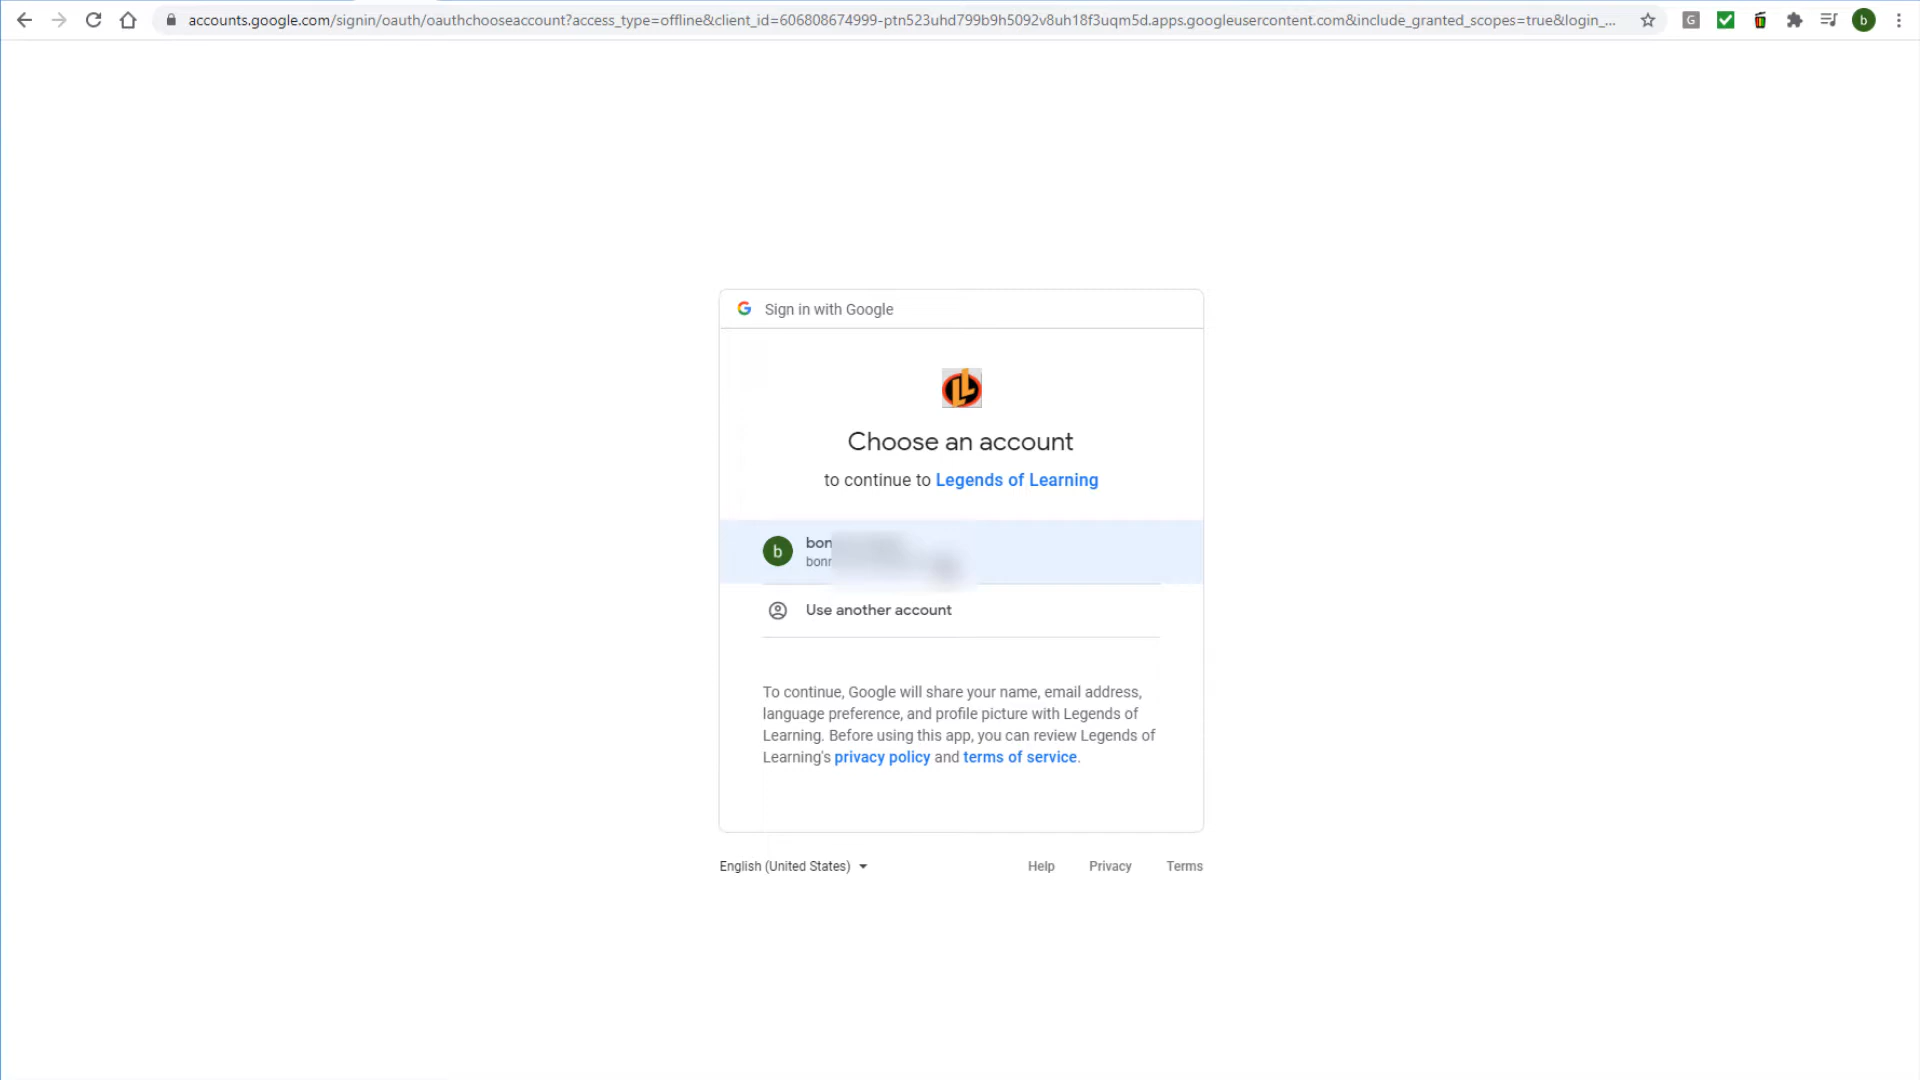 accounts.google.com/signin/oauth/oauthchooseaccount?access_type=offline&client_id=606808674999-ptn523uhd799b9h5092v8uh18f3uqm5d.apps.googleusercontent.com&include_granted_scopes=true&login_...
G
b
Sign in with Google
LL
Choose an account
to continue to Legends of Learning
b
Use another account
To continue, Google will share your name, email address,
language preference, and profile picture with Legends of
Learning. Before using this app, you can review Legends of
Learning's privacy policy and terms of service.
English (United States)
Help Privacy Terms